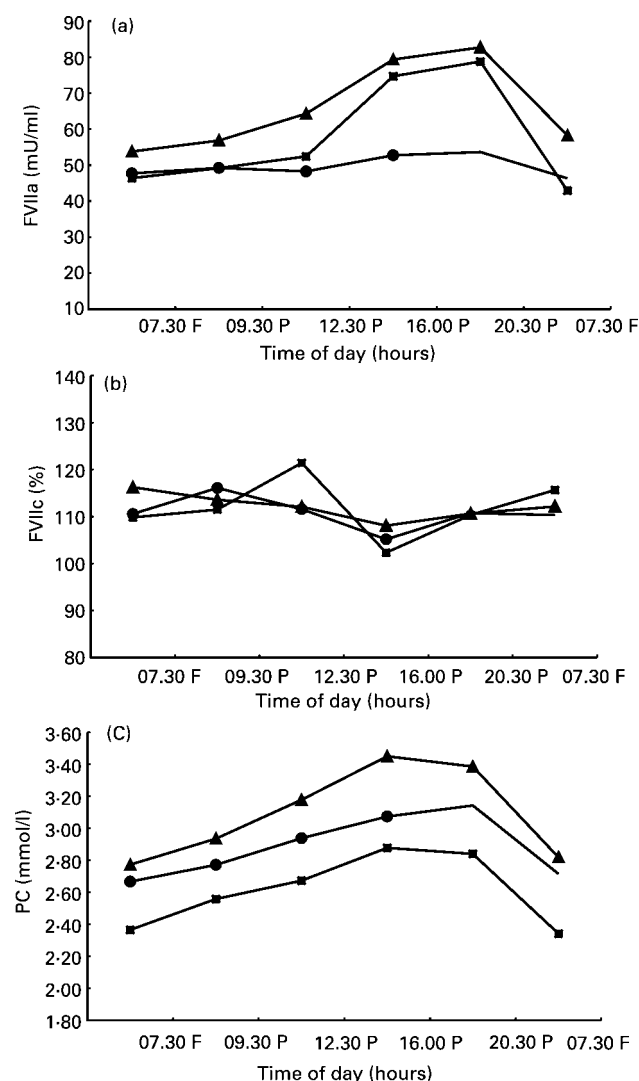 (a)
90
80
70
60
50
40
30
20
10
FVIIa (mU/ml)
07.30 F 09.30 P 12.30 P 16.00 P 20.30 P 07.30 F
Time of day (hours)
(b)
140
120
110
100
90
80
FVIIc (%)
07.30 F 09.30 P 12.30 P 16.00 P 20.30 P 07.30 F
Time of day (hours)
(C)
3·60
3·40
3·20
3·00
2·80
2·60
2·40
2·20
2·00
1·80
PC (mmol/l)
07.30 F 09.30 P 12.30 P 16.00 P 20.30 P 07.30 F
Time of day (hours)